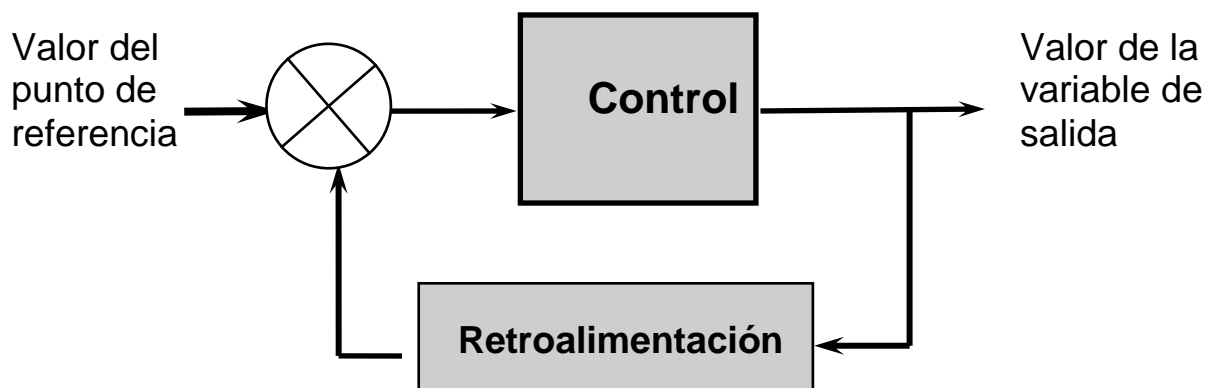 Valor del
punto de
referencia
Control
Valor de la
variable de
salida
Retroalimentación